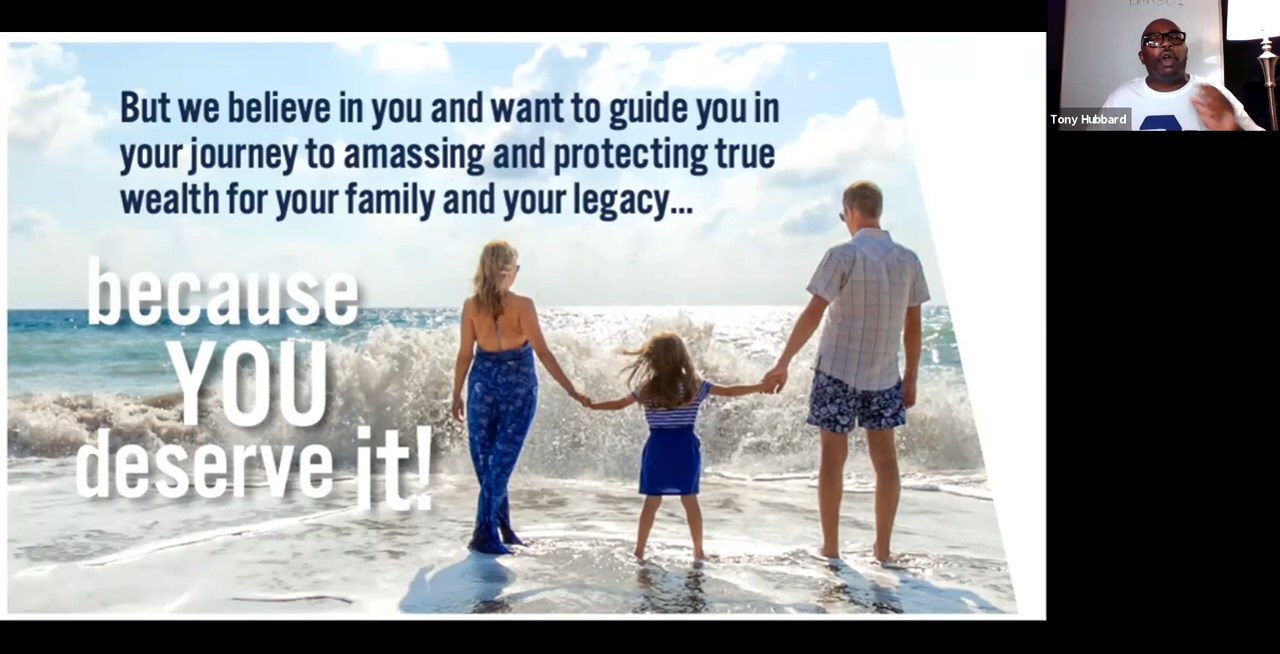 But we believe in you and want to guide you in
your journey to amassing and protecting true
wealth for your family and your legacy...
because
YOU
deserve it!
Tony Hubbard